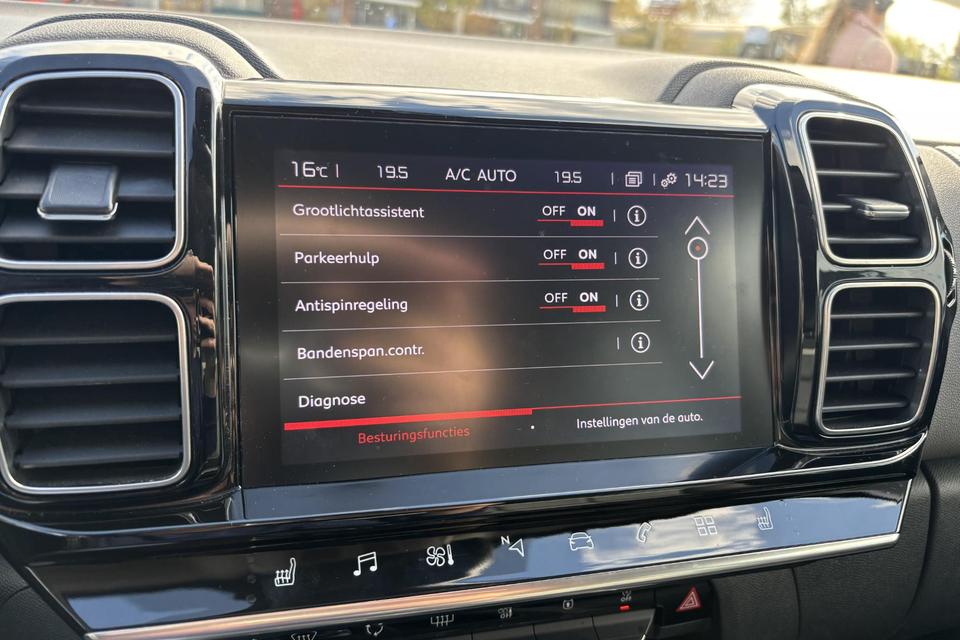 16°C 19.5 A/C AUTO 19.5 14:23
Grootlichtassistent OFF ON i
Parkeerhulp OFF ON i
Antispinregeling OFF ON i
Bandenspan.contr. i
Diagnose
Besturingsfuncties Instellingen van de auto.
N